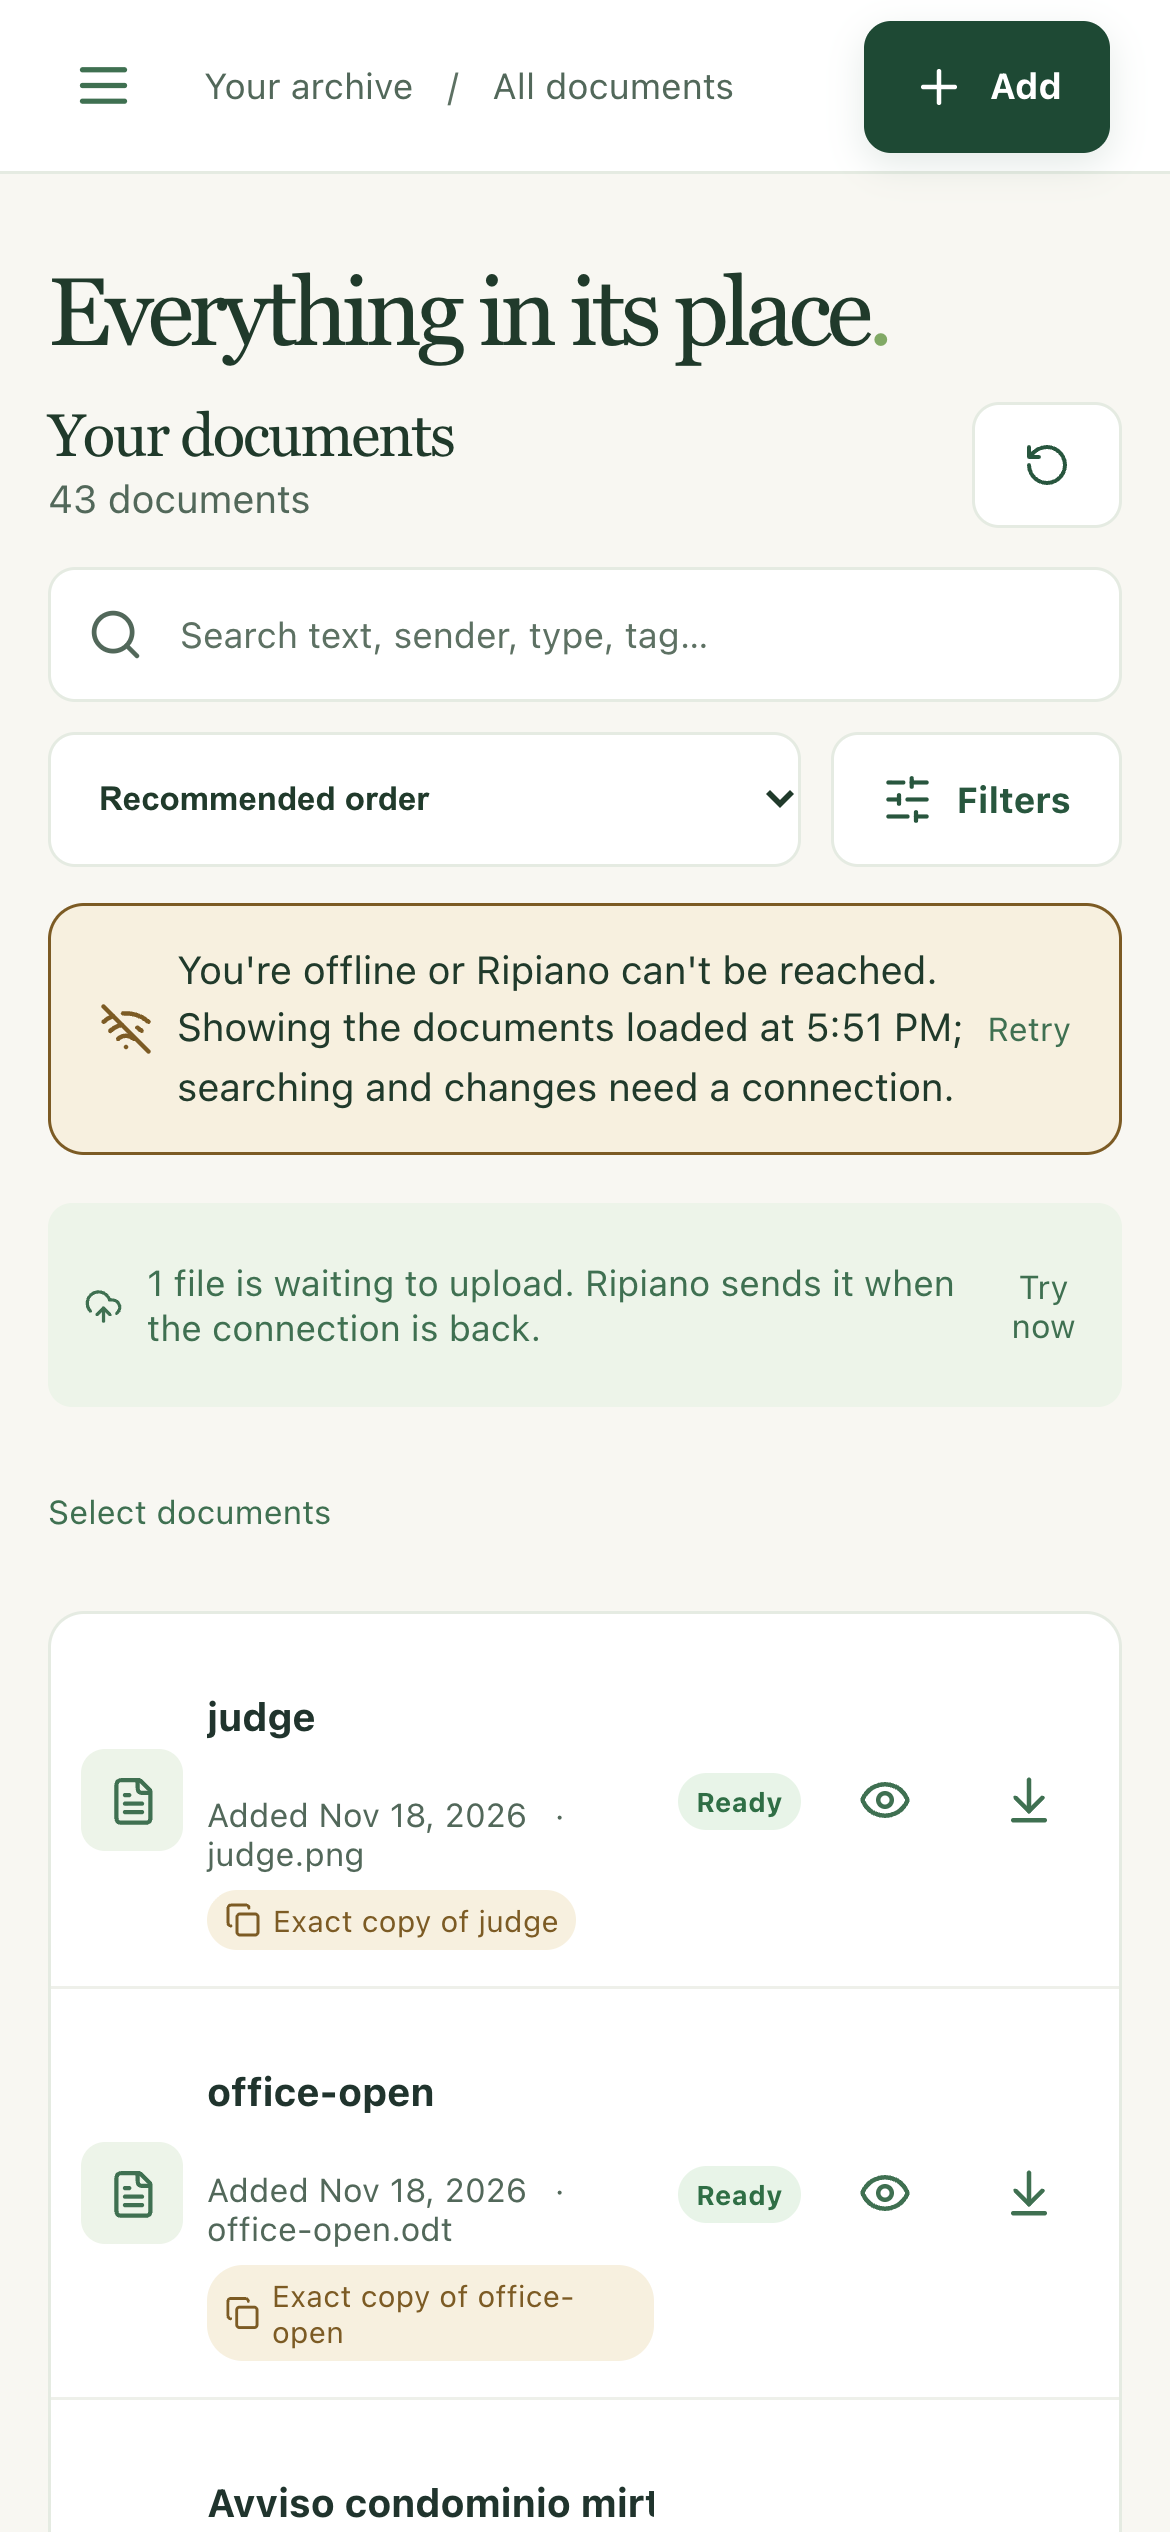 Your archive / All documents
+ Add
Everything in its place.
Your documents
43 documents
Search text, sender, type, tag...
Recommended order
Filters
You're offline or Ripiano can't be reached.
Showing the documents loaded at 5:51 PM;
searching and changes need a connection.
Retry
1 file is waiting to upload. Ripiano sends it when
the connection is back.
Try
now
Select documents
judge
Added Nov 18, 2026 ·
judge.png
Exact copy of judge
Ready
office-open
Added Nov 18, 2026 ·
office-open.odt
Exact copy of office-
open
Ready
Avviso condominio